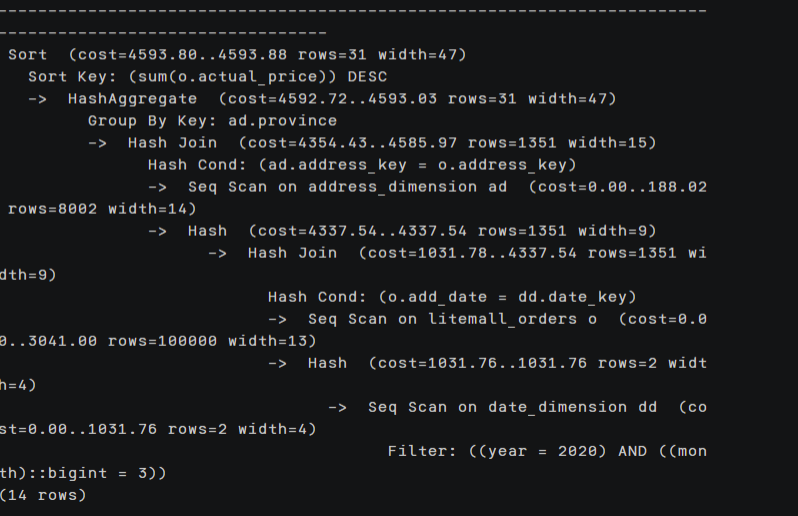 -----------------------------------------------------------------------
---------------------------------
Sort  (cost=4593.80..4593.88 rows=31 width=47)
  Sort Key: (sum(o.actual_price)) DESC
  ->  HashAggregate  (cost=4592.72..4593.03 rows=31 width=47)
        Group By Key: ad.province
        ->  Hash Join  (cost=4354.43..4585.97 rows=1351 width=15)
              Hash Cond: (ad.address_key = o.address_key)
              ->  Seq Scan on address_dimension ad  (cost=0.00..188.02
 rows=8002 width=14)
              ->  Hash  (cost=4337.54..4337.54 rows=1351 width=9)
                    ->  Hash Join  (cost=1031.78..4337.54 rows=1351 wi
dth=9)
                          Hash Cond: (o.add_date = dd.date_key)
                          ->  Seq Scan on litemall_orders o  (cost=0.0
0..3041.00 rows=100000 width=13)
                          ->  Hash  (cost=1031.76..1031.76 rows=2 widt
h=4)
                                ->  Seq Scan on date_dimension dd  (co
st=0.00..1031.76 rows=2 width=4)
                                      Filter: ((year = 2020) AND ((mon
th)::bigint = 3))
(14 rows)